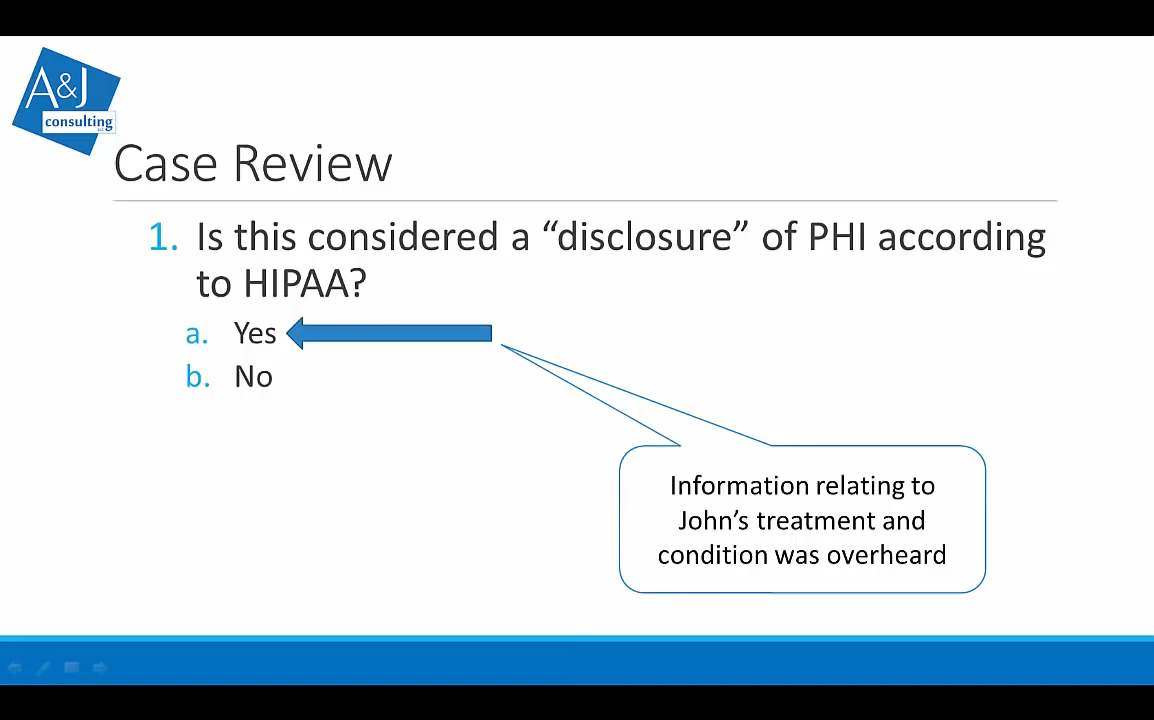 A&J
consulting
Case Review
1. Is this considered a “disclosure” of PHI according
to HIPAA?
a. Yes
b. No
Information relating to
John’s treatment and
condition was overheard